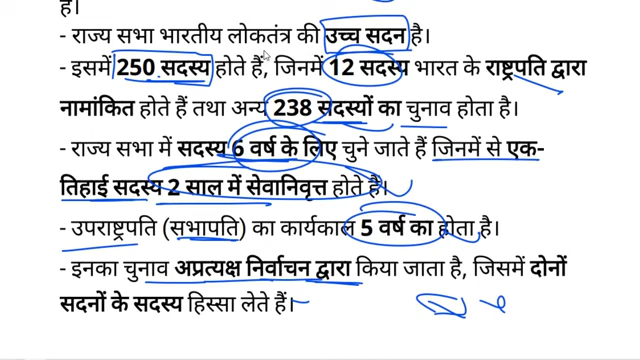 है।
- राज्य सभा भारतीय लोकतंत्र की उच्च सदन है।
- इसमें 250 सदस्य होते हैं, जिनमें 12 सदस्य भारत के राष्ट्रपति द्वारा
नामांकित होते हैं तथा अन्य 238 सदस्यों का चुनाव होता है।
- राज्य सभा में सदस्य 6 वर्ष के लिए चुने जाते हैं जिनमें से एक-
तिहाई सदस्य 2 साल में सेवानिवृत्त होते है।
- उपराष्ट्रपति (सभापति) का कार्यकाल 5 वर्ष का होता है।
- इनका चुनाव अप्रत्यक्ष निर्वाचन द्वारा किया जाता है, जिसमें दोनों
सदनों के सदस्य हिस्सा लेते हैं।